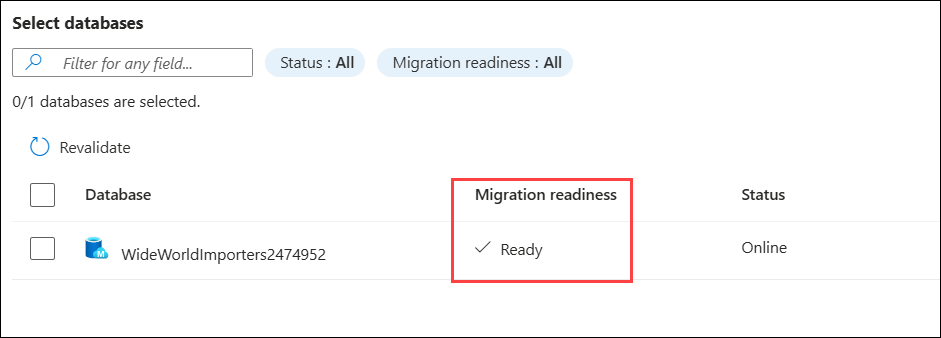 Select databases
Filter for any field...
Status : All
Migration readiness : All
0/1 databases are selected.
Revalidate
Database
Migration readiness
Status
M
WideWorldImporters2474952
Ready
Online